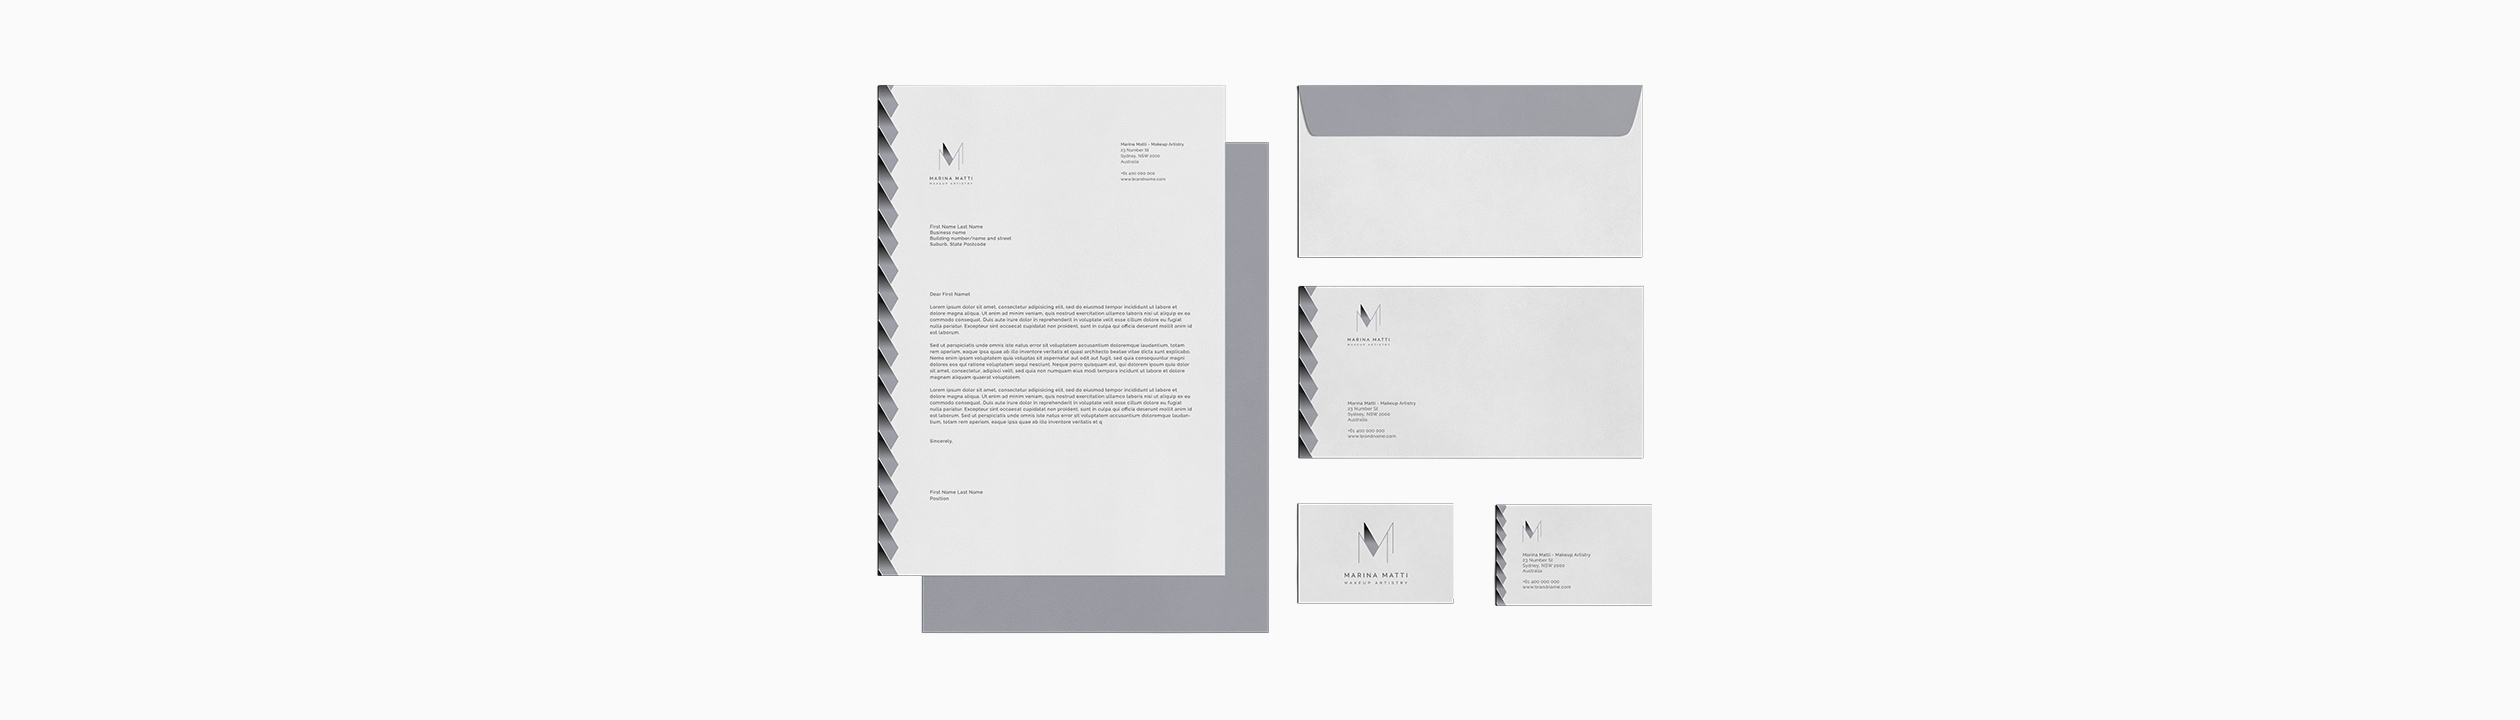 MARINA MATTI
MAKEUP ARTISTRY
Marina Matti - Makeup Artistry
23 Number St
Sydney, NSW 2000
Australia
+61 400 000 000
www.brandname.com
First Name Last Name
Business name
Building number/name and street
Suburb, State Postcode
Dear First Name!
Lorem ipsum dolor sit amet, consectetur adipisicing elit, sed do eiusmod tempor incididunt ut labore et
dolore magna aliqua. Ut enim ad minim veniam, quis nostrud exercitation ullamco laboris nisi ut aliquip ex ea
commodo consequat. Duis aute irure dolor in reprehenderit in voluptate velit esse cillum dolore eu fugiat
nulla pariatur. Excepteur sint occaecat cupidatat non proident, sunt in culpa qui officia deserunt mollit anim id
est laborum.
Sed ut perspiciatis unde omnis iste natus error sit voluptatem accusantium doloremque laudantium, totam
rem aperiam, eaque ipsa quae ab illo inventore veritatis et quasi architecto beatae vitae dicta sunt explicabo.
Nemo enim ipsam voluptatem quia voluptas sit aspernatur aut odit aut fugit, sed quia consequuntur magni
dolores eos qui ratione voluptatem sequi nesciunt. Neque porro quisquam est, qui dolorem ipsum quia dolor
sit amet, consectetur, adipisci velit, sed quia non numquam eius modi tempora incidunt ut labore et dolore
magnam aliquam quaerat voluptatem.
Lorem ipsum dolor sit amet, consectetur adipisicing elit, sed do eiusmod tempor incididunt ut labore et
dolore magna aliqua. Ut enim ad minim veniam, quis nostrud exercitation ullamco laboris nisi ut aliquip ex ea
commodo consequat. Duis aute irure dolor in reprehenderit in voluptate velit esse cillum dolore eu fugiat
nulla pariatur. Excepteur sint occaecat cupidatat non proident, sunt in culpa qui officia deserunt mollit anim id
est laborum. Sed ut perspiciatis unde omnis iste natus error sit voluptatem accusantium doloremque laudan-
tium, totam rem aperiam, eaque ipsa quae ab illo inventore veritatis et q
Sincerely,
First Name Last Name
Position
MARINA MATTI
MAKEUP ARTISTRY
Marina Matti - Makeup Artistry
23 Number St
Sydney, NSW 2000
Australia
+61 400 000 000
www.brandname.com
MARINA MATTI
MAKEUP ARTISTRY
Marina Matti - Makeup Artistry
23 Number St
Sydney, NSW 2000
Australia
+61 400 000 000
www.brandname.com